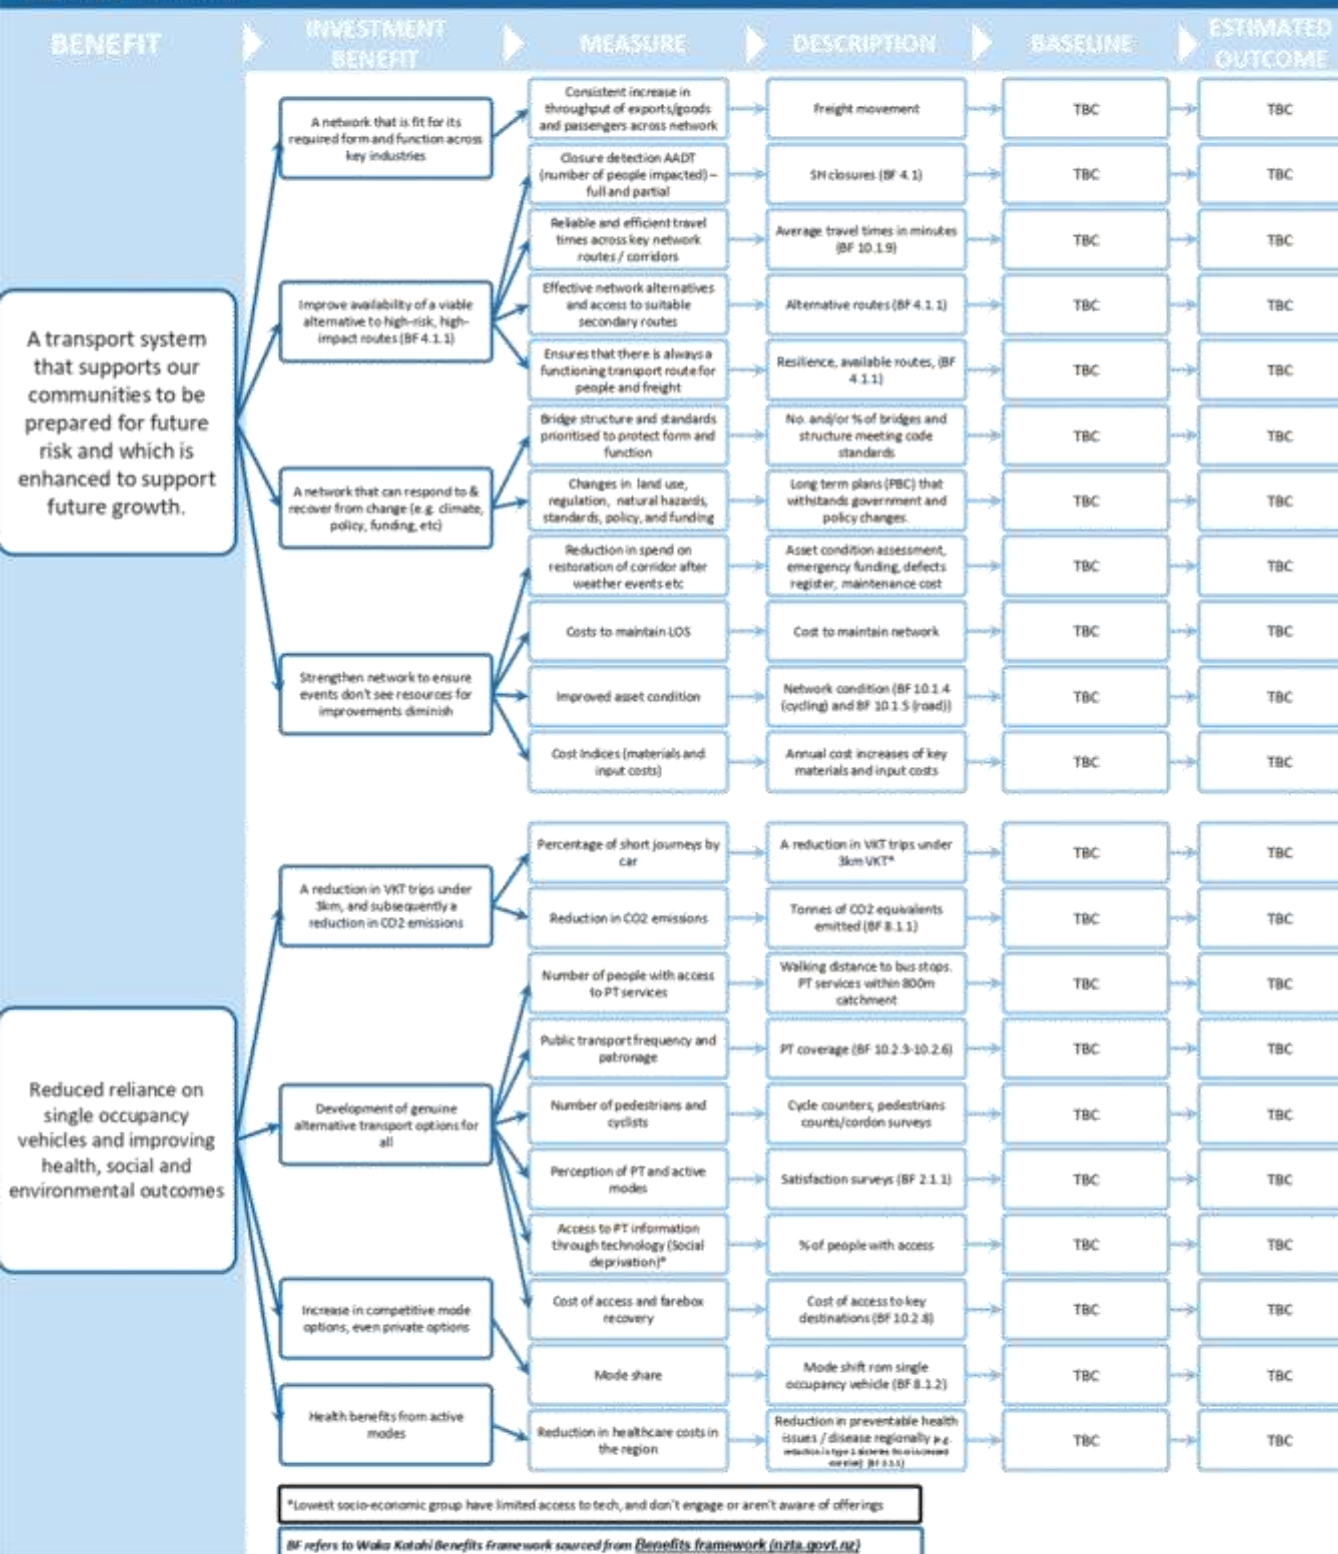 BENEFIT
INVESTMENT
BENEFIT
MEASURE
DESCRIPTION
BASELINE
ESTIMATED
OUTCOME
A transport system
that supports our
communities to be
prepared for future
risk and which is
enhanced to support
future growth.
A network that is fit for its
required form and function across
key industries
Consistent increase in
throughput of exports/goods
and passengers across network
Freight movement
TBC
TBC
Improve availability of a viable
alternative to high-risk, high-
impact routes (BF 4.1.1)
Closure detection AADT
(number of people impacted) –
full and partial
SH closures (BF 4.1)
TBC
TBC
Reliable and efficient travel
times across key network
routes / corridors
Average travel times in minutes
(BF 10.1.9)
TBC
TBC
Effective network alternatives
and access to suitable
secondary routes
Alternative routes (BF 4.1.1)
TBC
TBC
Ensures that there is always a
functioning transport route for
people and freight
Resilience, available routes, (BF
4.1.1)
TBC
TBC
A network that can respond to &
recover from change (e.g. climate,
policy, funding, etc)
Bridge structure and standards
prioritised to protect form and
function
No. and/or % of bridges and
structure meeting code
standards
TBC
TBC
Changes in land use,
regulation, natural hazards,
standards, policy, and funding
Long term plans (PBC) that
withstands government and
policy changes.
TBC
TBC
Strengthen network to ensure
events don't see resources for
improvements diminish
Reduction in spend on
restoration of corridor after
weather events etc
Asset condition assessment,
emergency funding, defects
register, maintenance cost
TBC
TBC
Costs to maintain LOS
Cost to maintain network
TBC
TBC
Improved asset condition
Network condition (BF 10.1.4
(cycling) and BF 10.1.5 (road))
TBC
TBC
Cost Indices (materials and
input costs)
Annual cost increases of key
materials and input costs
TBC
TBC
Reduced reliance on
single occupancy
vehicles and improving
health, social and
environmental outcomes
A reduction in VKT trips under
3km, and subsequently a
reduction in CO2 emissions
Percentage of short journeys by
car
A reduction in VKT trips under
3km VKT*
TBC
TBC
Reduction in CO2 emissions
Tonnes of CO2 equivalents
emitted (BF 8.1.1)
TBC
TBC
Development of genuine
alternative transport options for
all
Number of people with access
to PT services
Walking distance to bus stops.
PT services within 800m
catchment
TBC
TBC
Public transport frequency and
patronage
PT coverage (BF 10.2.3-10.2.6)
TBC
TBC
Number of pedestrians and
cyclists
Cycle counters, pedestrians
counts/cordon surveys
TBC
TBC
Perception of PT and active
modes
Satisfaction surveys (BF 2.1.1)
TBC
TBC
Access to PT information
through technology (Social
deprivation)*
% of people with access
TBC
TBC
Cost of access and farebox
recovery
Cost of access to key
destinations (BF 10.2.8)
TBC
TBC
Increase in competitive mode
options, even private options
Mode share
Mode shift rom single
occupancy vehicle (BF 8.1.2)
TBC
TBC
Health benefits from active
modes
Reduction in healthcare costs in
the region
Reduction in preventable health
issues / disease regionally
TBC
TBC
*Lowest socio-economic group have limited access to tech, and don't engage or aren't aware of offerings
BF refers to Waka Kotahi Benefits Framework sourced from Benefits framework (nzta.govt.nz)